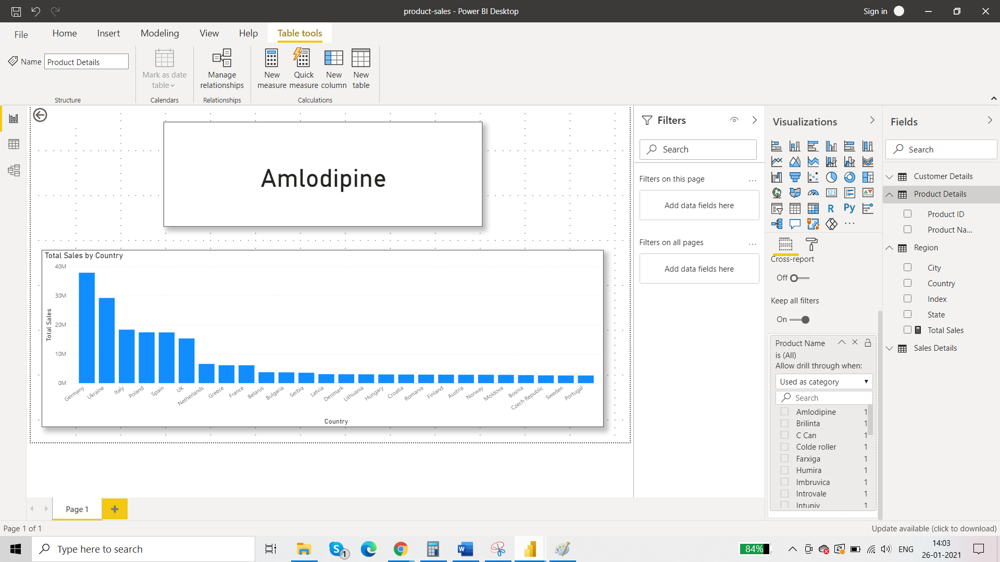 product-sales - Power BI Desktop
Sign in
File
Home
Insert
Modeling
View
Help
Table tools
Name
Product Details
Structure
Mark as date
table
Calendars
Manage
relationships
Relationships
New
measure
Quick
measure
New
column
New
table
Calculations
Amlodipine
Total Sales by Country
Total Sales
40M
30M
20M
10M
0M
Germany
Ukraine
Italy
Poland
Spain
UK
Netherlands
Greece
France
Belarus
Bulgaria
Serbia
Latvia
Denmark
Lithuania
Hungary
Croatia
Romania
Finland
Austria
Norway
Moldova
Bosnia
Czech Republic
Sweden
Portugal
Country
Filters
Search
Filters on this page
...
Add data fields here
Filters on all pages
...
Add data fields here
Visualizations
123
R
Py
...
Cross-report
Off
Keep all filters
On
Product Name
is (All)
Allow drill through when:
Used as category
Search
Amlodipine 1
Brilinta 1
C Can 1
Colde roller 1
Farxiga 1
Humira 1
Imbruvica 1
Introvale 1
Intuniv 1
Fields
Search
Customer Details
Product Details
Product ID
Product Na...
Region
City
Country
Index
State
Total Sales
Sales Details
Page 1
Page 1 of 1
Update available (click to download)
Type here to search
1
84%
ENG
14:03
26-01-2021